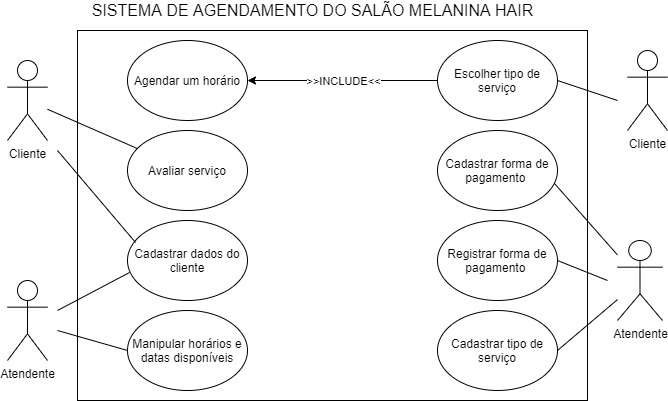 SISTEMA DE AGENDAMENTO DO SALÃO MELANINA HAIR
Agendar um horário
>>INCLUDE<<
Escolher tipo de
serviço
Cliente
Cliente
Avaliar serviço
Cadastrar forma de
pagamento
Cadastrar dados do
cliente
Registrar forma de
pagamento
Atendente
Atendente
Manipular horários e
datas disponíveis
Cadastrar tipo de
serviço